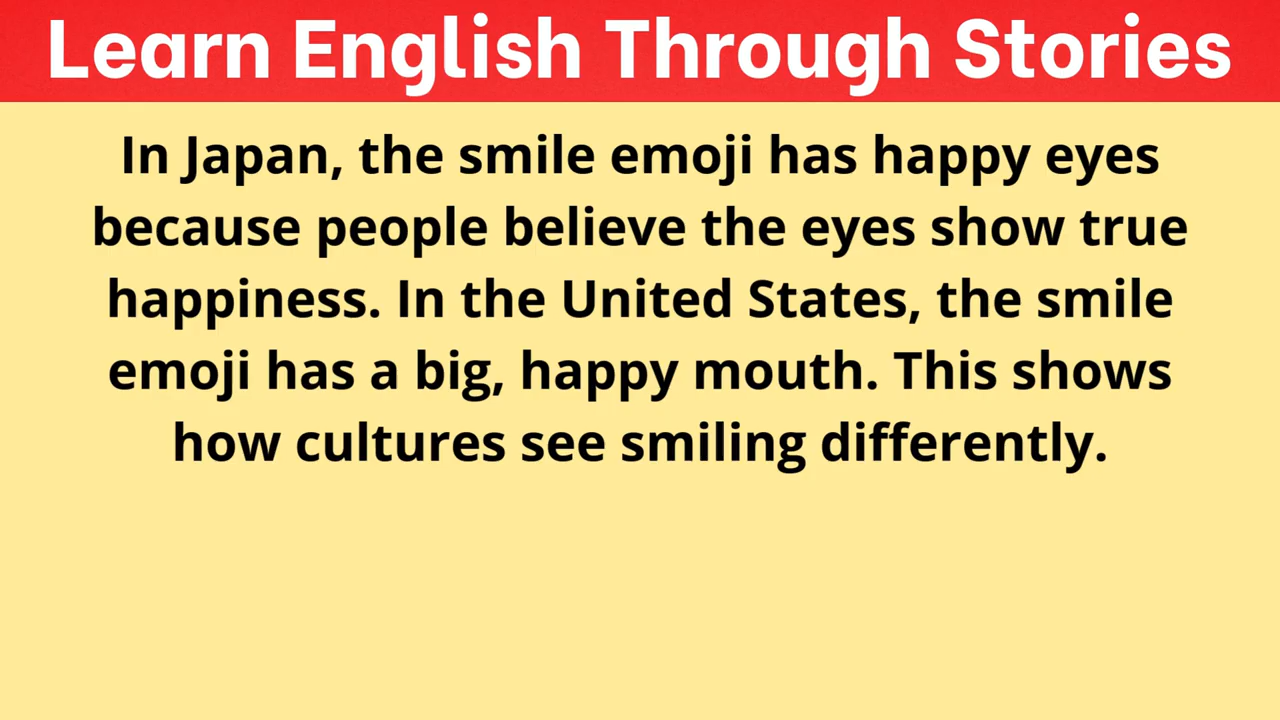 Learn English Through Stories
In Japan, the smile emoji has happy eyes
because people believe the eyes show true
happiness. In the United States, the smile
emoji has a big, happy mouth. This shows
how cultures see smiling differently.